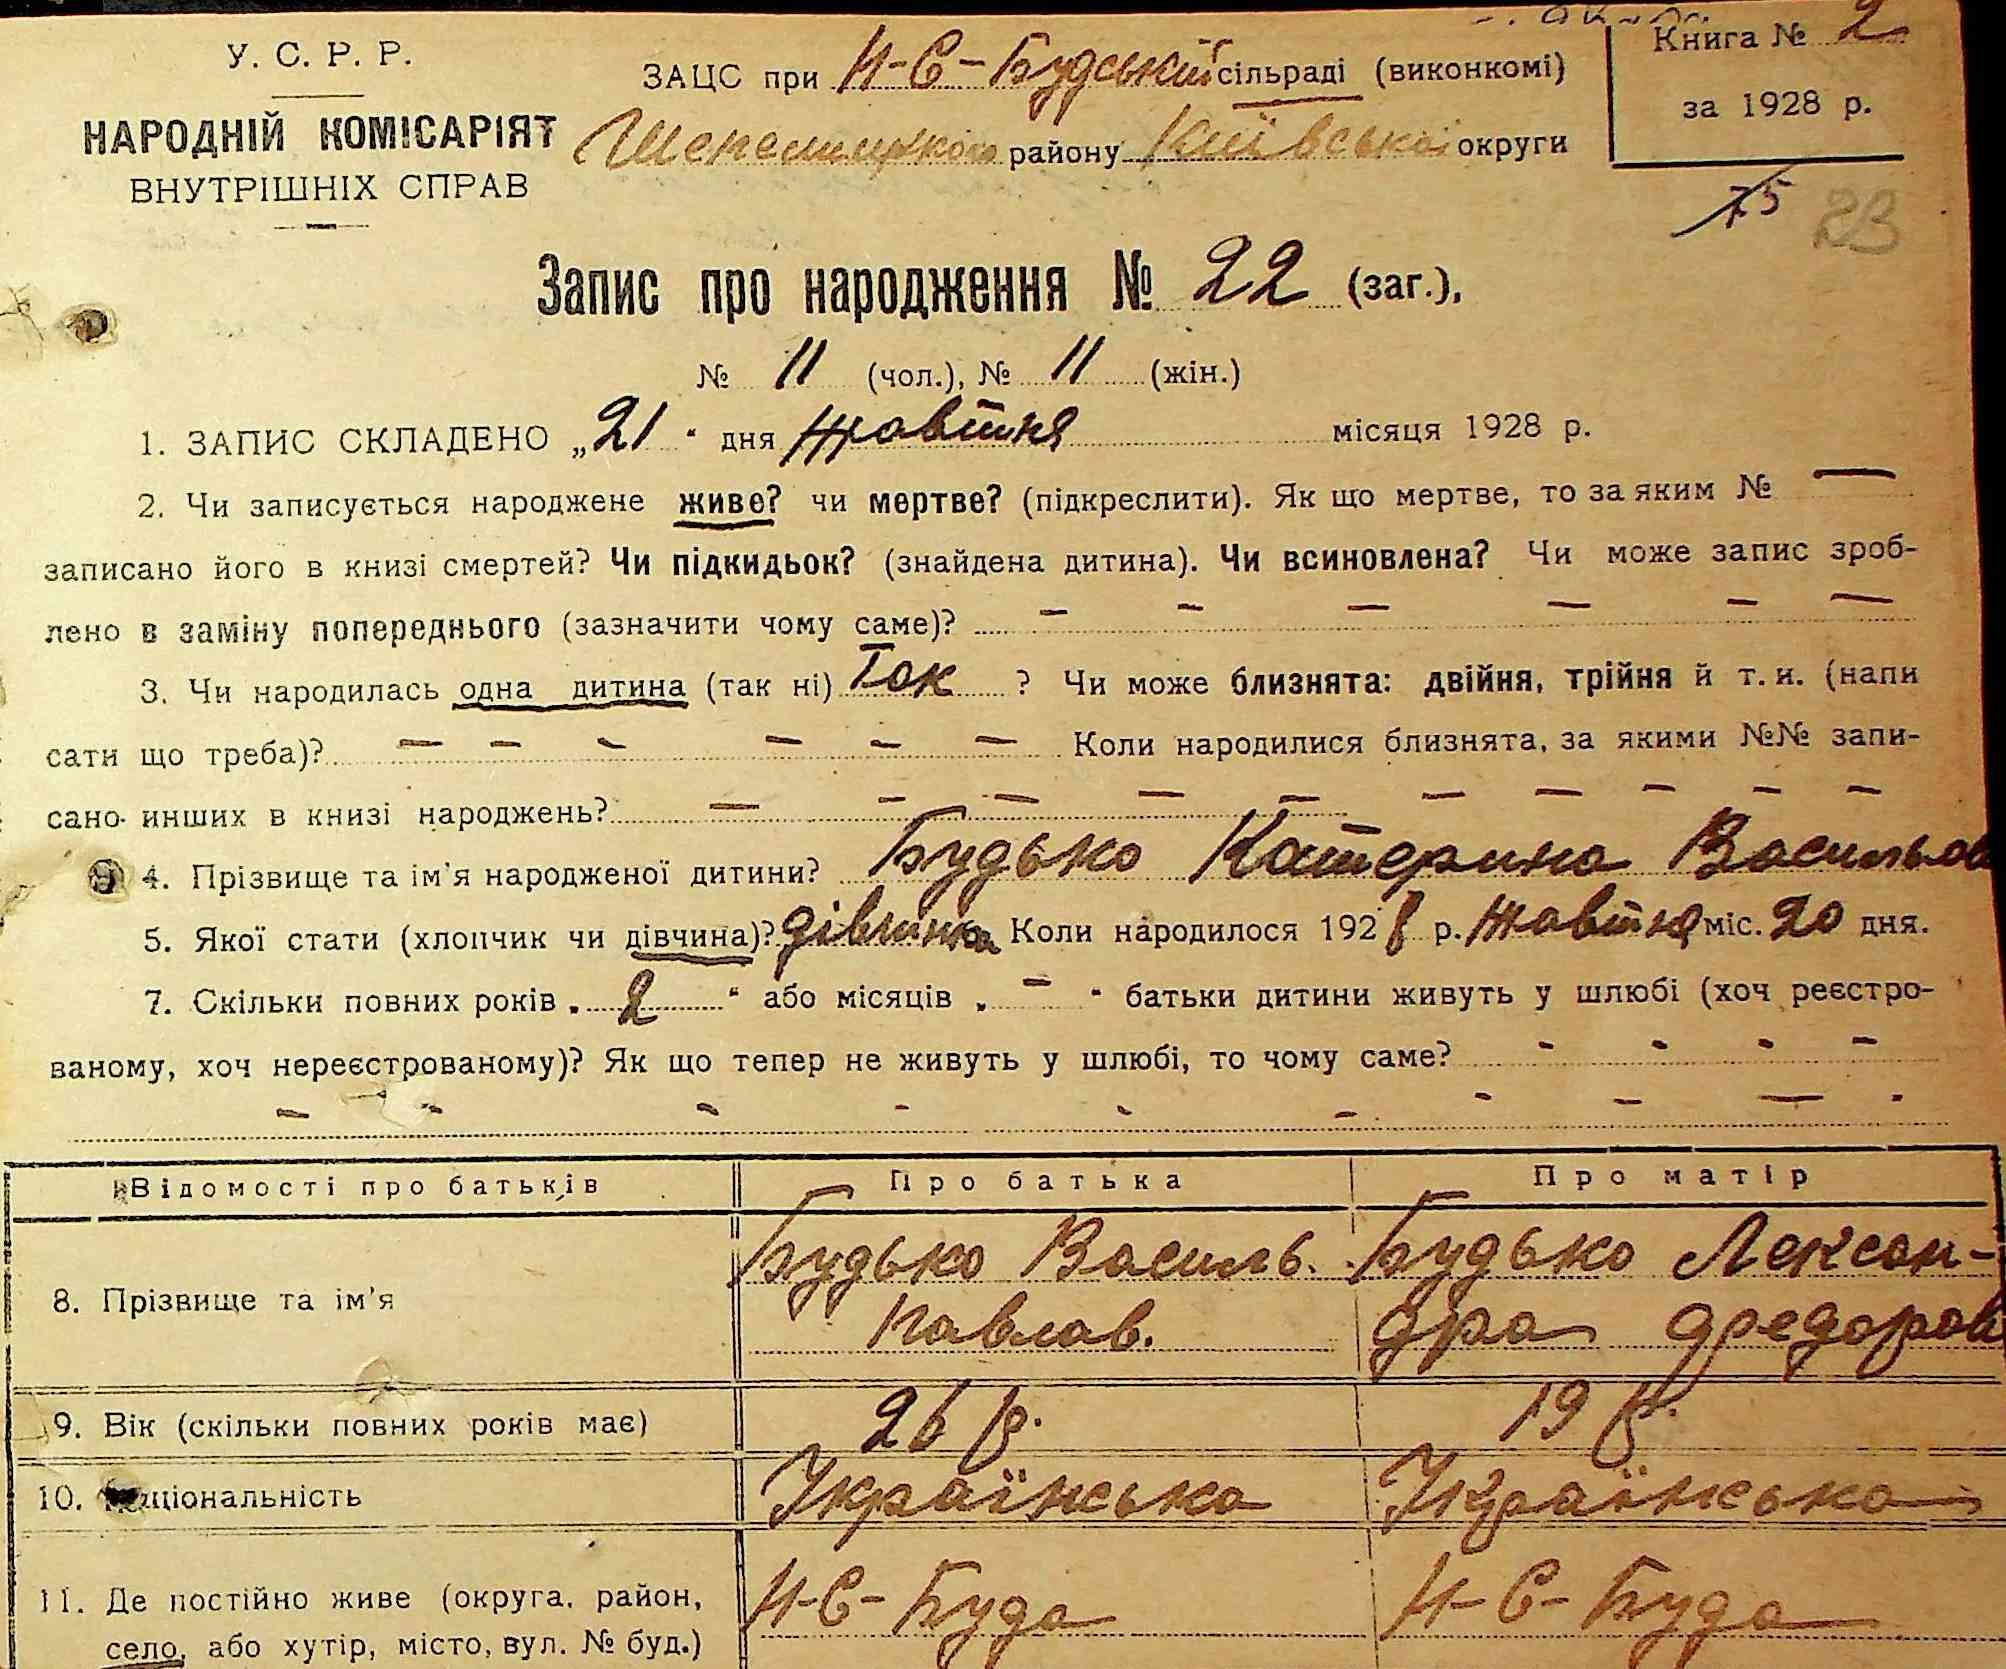 У. С. Р. Р.
НАРОДНІЙ КОМІСАРІЯТ
ВНУТРІШНІХ СПРАВ
ЗАЦС при Н-С-Будській сільраді (виконкомі)
району Київської округи
Книга № 2
за 1928 р.
75 23
Запис про народження № 22 (заг.),
№ 11 (чол.), № 11 (жін.)
1. ЗАПИС СКЛАДЕНО „21“ дня Жовтня місяця 1928 р.
2. Чи записується народжене живе? чи мертве? (підкреслити). Як що мертве, то за яким № —
записано його в книзі смертей? Чи підкидьок? (знайдена дитина). Чи всиновлена? Чи може запис зроб-
лено в заміну попереднього (зазначити чому саме)? — — — — — —
3. Чи народилась одна дитина (так ні) Так ? Чи може близнята: двійня, трійня й т. и. (напи
сати що треба)? — — — — — — Коли народилися близнята, за якими №№ запи-
сано инших в книзі народжень? — — — — — — — — — —
4. Прізвище та ім'я народженої дитини? Будько Катерина Васильов
5. Якої стати (хлопчик чи дівчина)? дівчинка Коли народилося 1928 р. Жовтня міс. 20 дня.
7. Скільки повних років „2“ або місяців „—“ батьки дитини живуть у шлюбі (хоч реєстро-
ваному, хоч нереєстрованому)? Як що тепер не живуть у шлюбі, то чому саме? - - - -
- - - - - - - - - -
Відомості про батьків Про батька Про матір
8. Прізвище та ім'я Будько Василь Павлов. Будько Лександра Федоров
9. Вік (скільки повних років має) 26 р. 19 р.
10. ціональність Українська Українська
11. Де постійно живе (округа, район, Н-С-Буда Н-С-Буда
село, або хутір, місто, вул. № буд.)